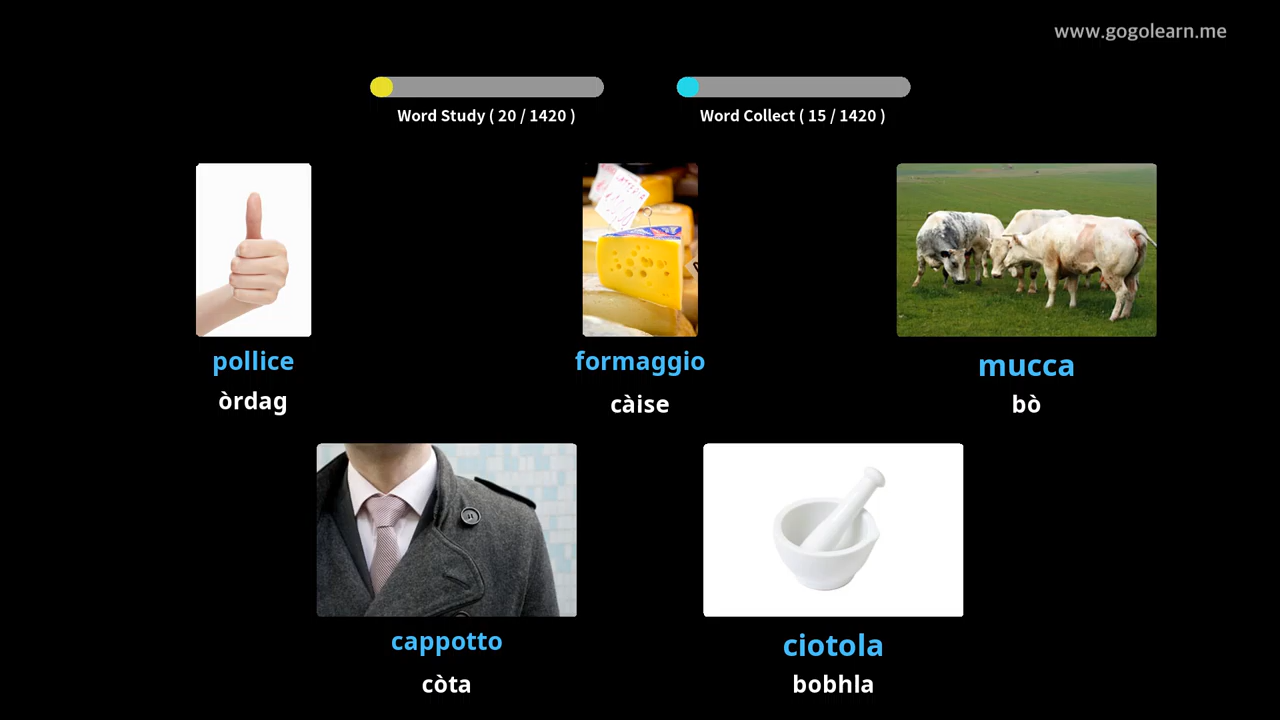 www.gogolearn.me
Word Study ( 20 / 1420 )
Word Collect ( 15 / 1420 )
pollice
òrdag
formaggio
càise
mucca
bò
cappotto
còta
ciotola
bobhla